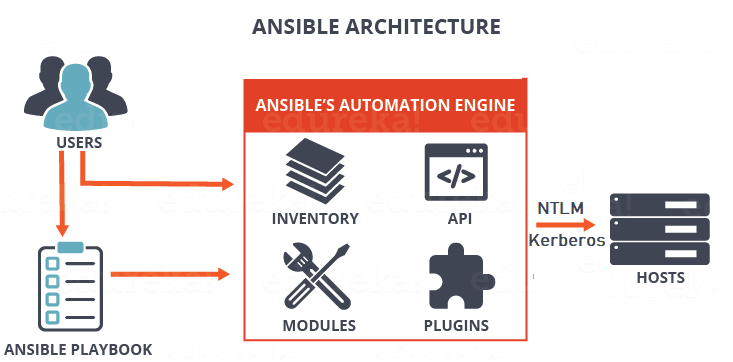 ANSIBLE ARCHITECTURE
USERS
ANSIBLE'S AUTOMATION ENGINE
edureka!
INVENTORY
API
MODULES
PLUGINS
NTLM
Kerberos
HOSTS
ANSIBLE PLAYBOOK